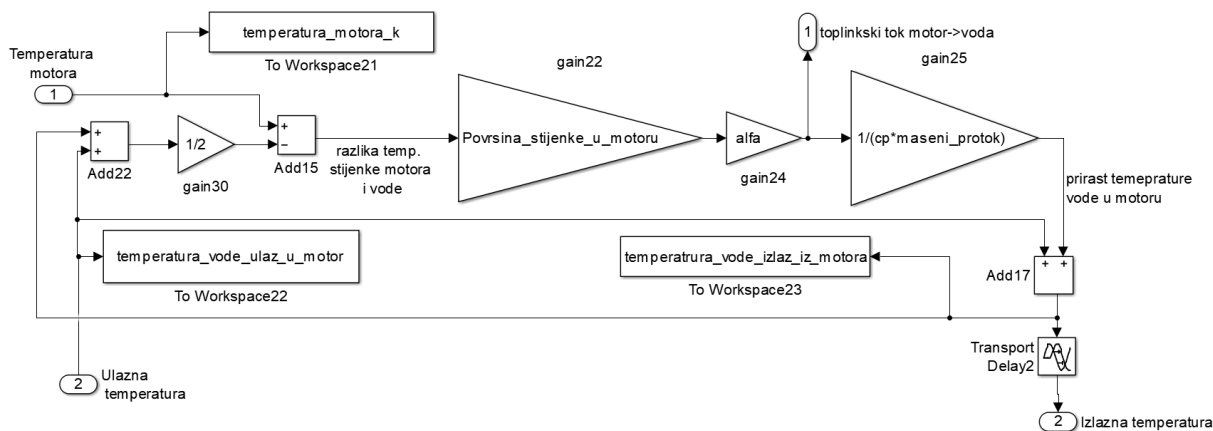 temperatura_motora_k
To Workspace21
Temperatura
motora
1
+
+
Add22
1/2
gain30
+
−
Add15
razlika temp.
stijenke motora
i vode
gain22
Povrsina_stijenke_u_motoru
alfa
gain24
1
toplinkski tok motor->voda
gain25
1/(cp*maseni_protok)
prirast temeprature
vode u motoru
temperatura_vode_ulaz_u_motor
To Workspace22
temperatrura_vode_izlaz_iz_motora
To Workspace23
+ +
Add17
Transport
Delay2
2
Ulazna
temperatura
2
Izlazna temperatura